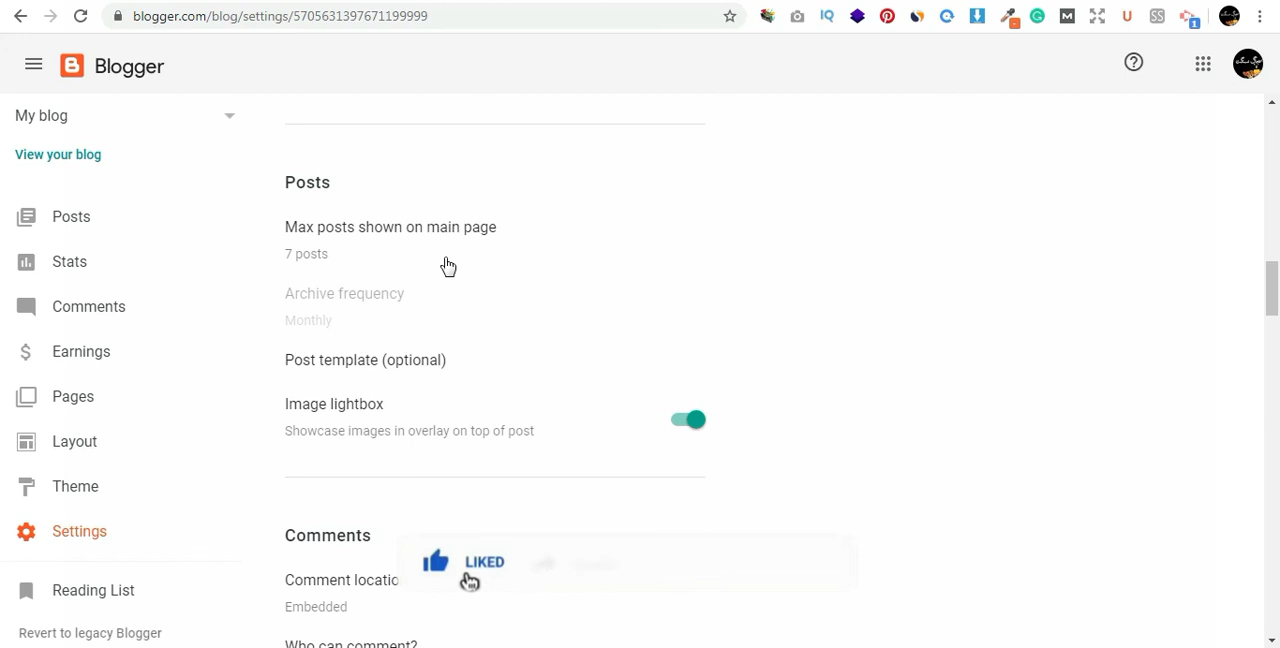 blogger.com/blog/settings/5705631397671199999
Blogger
My blog
View your blog
Posts
Stats
Comments
Earnings
Pages
Layout
Theme
Settings
Reading List
Revert to legacy Blogger
Posts
Max posts shown on main page
7 posts
Archive frequency
Monthly
Post template (optional)
Image lightbox
Showcase images in overlay on top of post
Comments
Comment locatio
Embedded
Who can comment?
LIKED